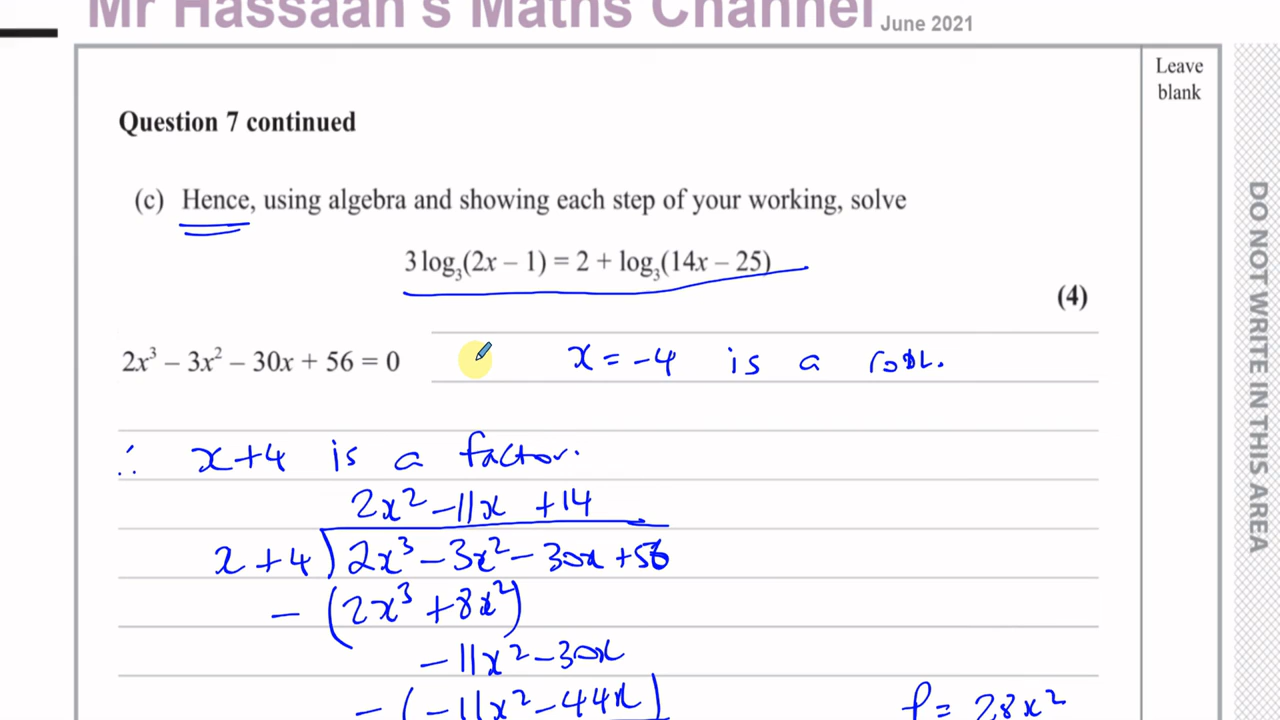 Mr Hassaan's Maths Channel
June 2021
Leave
blank
Question 7 continued
(c) Hence, using algebra and showing each step of your working, solve
3 log₃(2x – 1) = 2 + log₃(14x – 25)
(4)
2x³ – 3x² – 30x + 56 = 0
x = -4 is a root.
∴ x+4 is a factor.
2x² - 11x + 14
x + 4 ) 2x³ - 3x² - 30x + 56
- (2x³ + 8x²)
- 11x² - 30x
- (-11x² - 44x)
P = 28x²
DO NOT WRITE IN THIS AREA